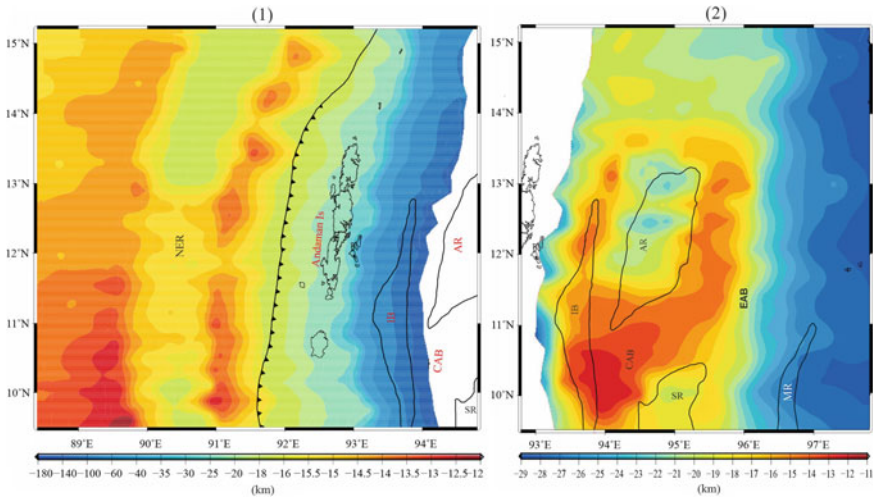 (1)
(2)
15°N
14°N
13°N
12°N
11°N
10°N
89°E
90°E
91°E
92°E
93°E
94°E
NER
Andaman Is
IB
AR
CAB
SR
-180 -100 -60 -40 -35 -30 -25 -20 -18 -16 -15.5 -15 -14.5 -14 -13.5 -13 -12.5 -12
(km)
15°N
14°N
13°N
12°N
11°N
10°N
93°E
94°E
95°E
96°E
97°E
AR
IB
CAB
EAB
SR
MR
-29 -28 -27 -26 -25 -24 -23 -22 -21 -20 -19 -18 -17 -16 -15 -14 -13 -12 -11
(km)